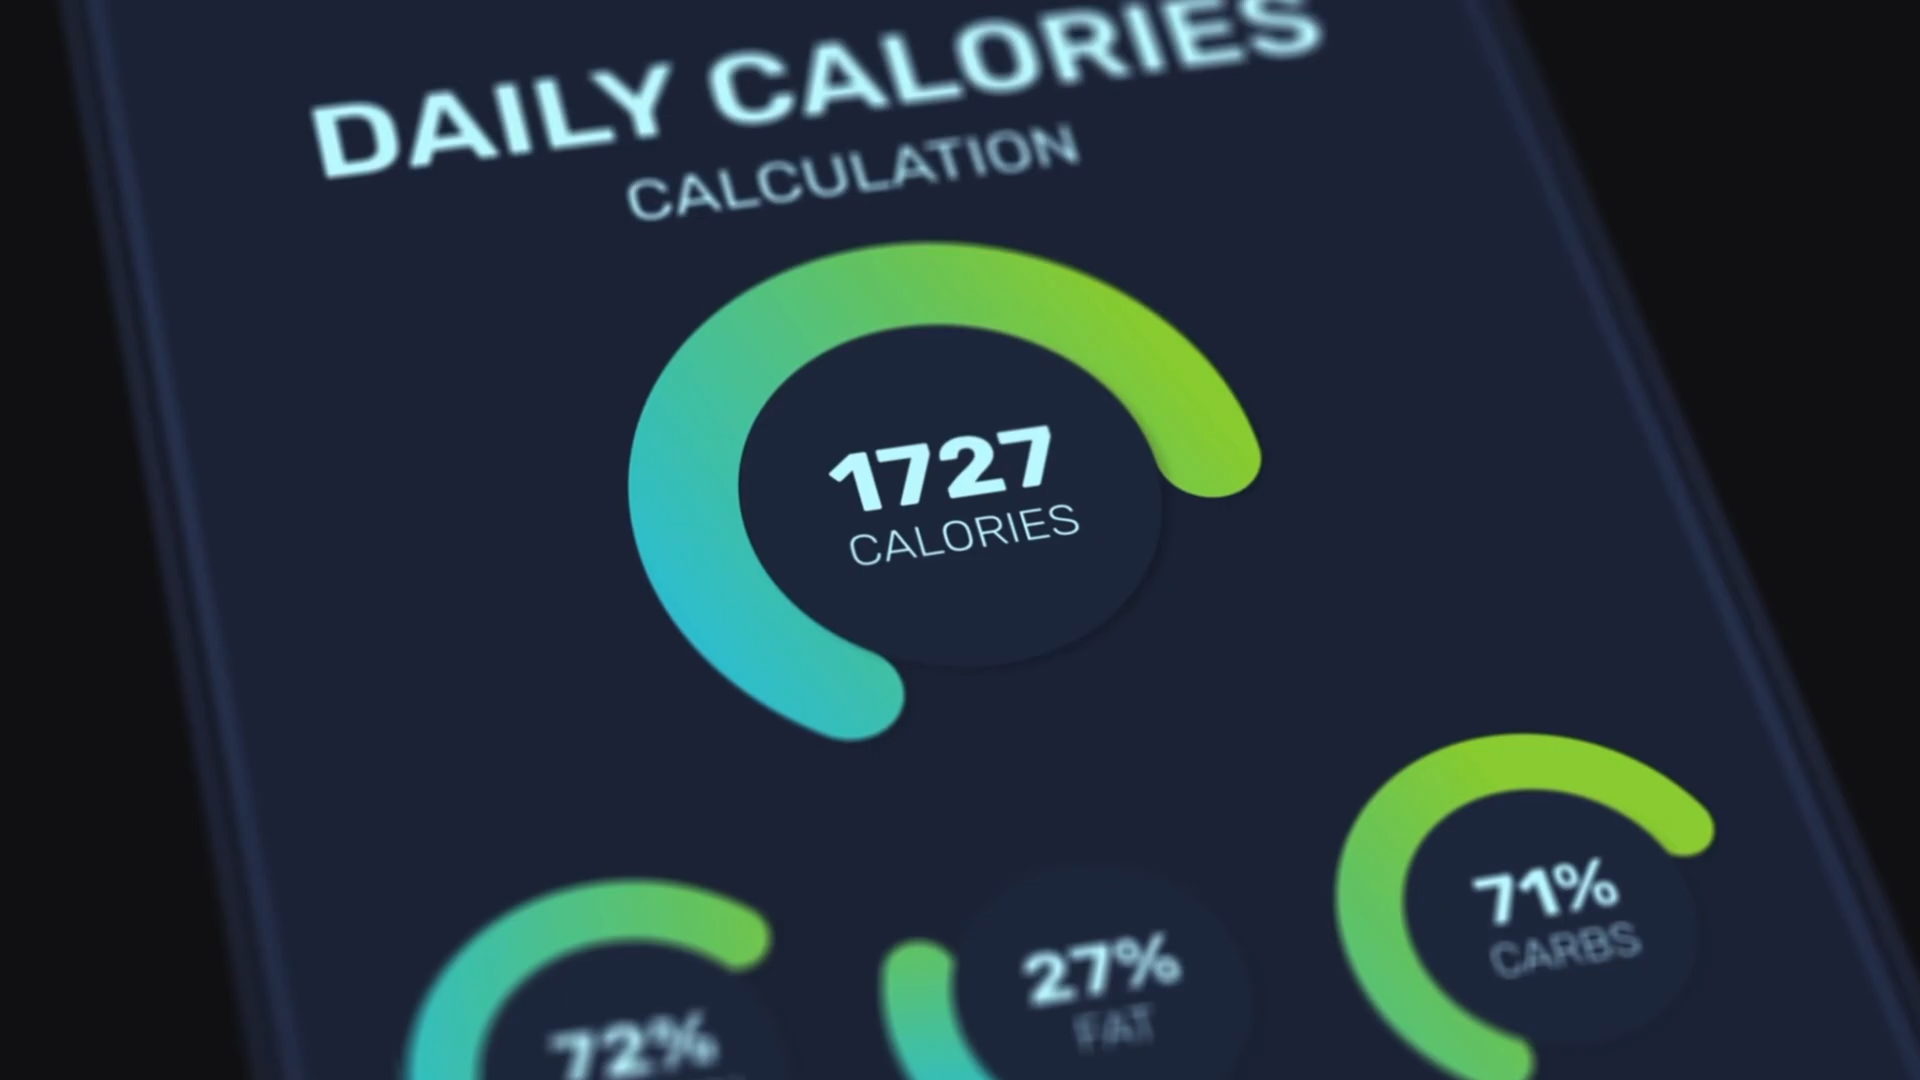 DAILY CALORIES
CALCULATION
1727
CALORIES
71%
CARBS
27%
FAT
72%